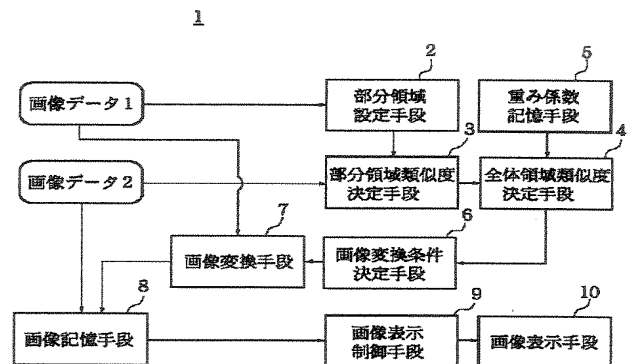 1
2
5
画像データ1
部分領域
設定手段
重み係数
記憶手段
3
4
画像データ2
部分領域類似度
決定手段
全体領域類似度
決定手段
7
6
画像変換手段
画像変換条件
決定手段
8
9
10
画像記憶手段
画像表示
制御手段
画像表示手段